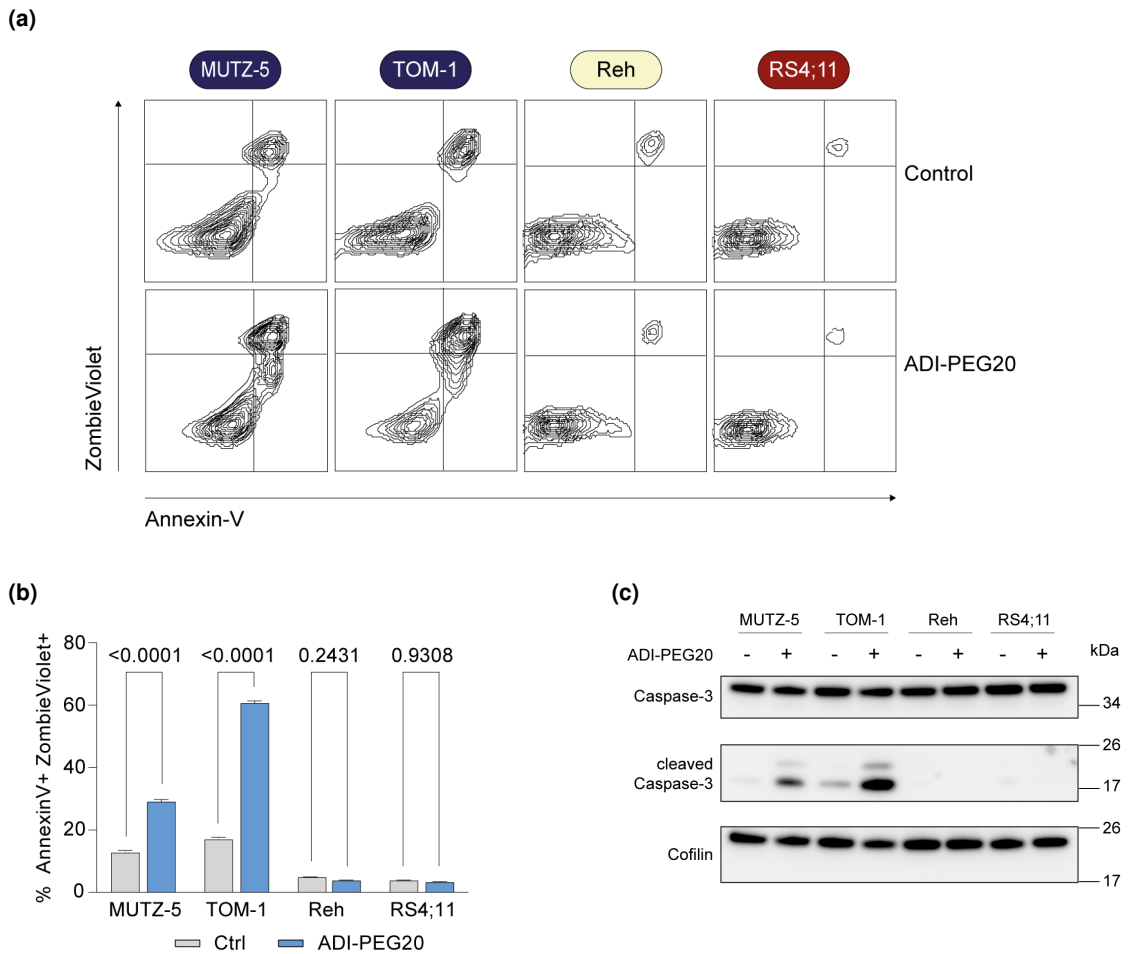 (a)
MUTZ-5 TOM-1 Reh RS4;11
Control
ADI-PEG20
ZombieViolet
Annexin-V
(b)
% AnnexinV+ ZombieViolet+
80
60
40
20
0
<0.0001 <0.0001 0.2431 0.9308
MUTZ-5 TOM-1 Reh RS4;11
Ctrl ADI-PEG20
(c)
MUTZ-5 TOM-1 Reh RS4;11
ADI-PEG20 - + - + - + - + kDa
Caspase-3
34
26
cleaved
Caspase-3
17
26
Cofilin
17